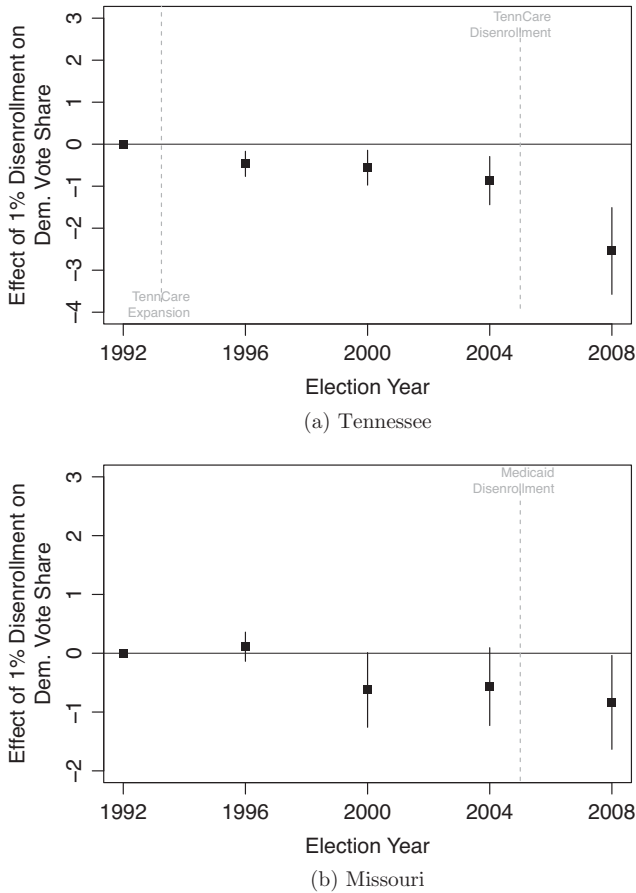 Effect of 1% Disenrollment on
Dem. Vote Share
3
2
1
0
−1
−2
−3
−4
TennCare
Disenrollment
TennCare
Expansion
1992
1996
2000
2004
2008
Election Year
(a) Tennessee
Effect of 1% Disenrollment on
Dem. Vote Share
3
2
1
0
−1
−2
Medicaid
Disenrollment
1992
1996
2000
2004
2008
Election Year
(b) Missouri